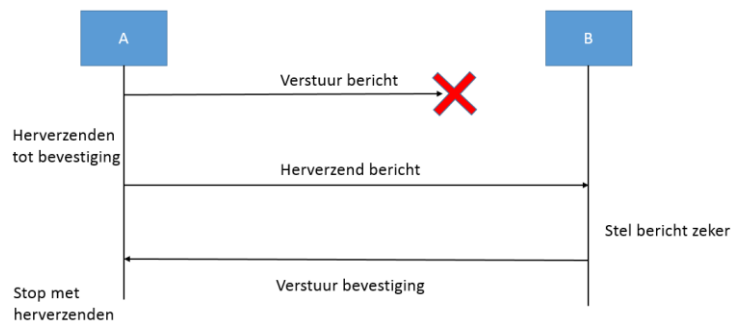 A
B
Verstuur bericht
Herverzenden
tot bevestiging
Herverzend bericht
Stel bericht zeker
Verstuur bevestiging
Stop met
herverzenden